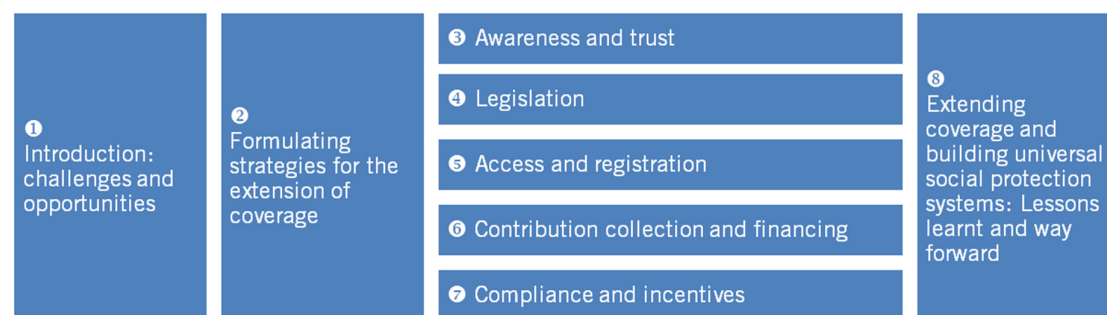 ❶
Introduction:
challenges and
opportunities
❷
Formulating
strategies for the
extension of
coverage
❸ Awareness and trust
❹ Legislation
❺ Access and registration
❻ Contribution collection and financing
❼ Compliance and incentives
❽
Extending
coverage and
building universal
social protection
systems: Lessons
learnt and way
forward